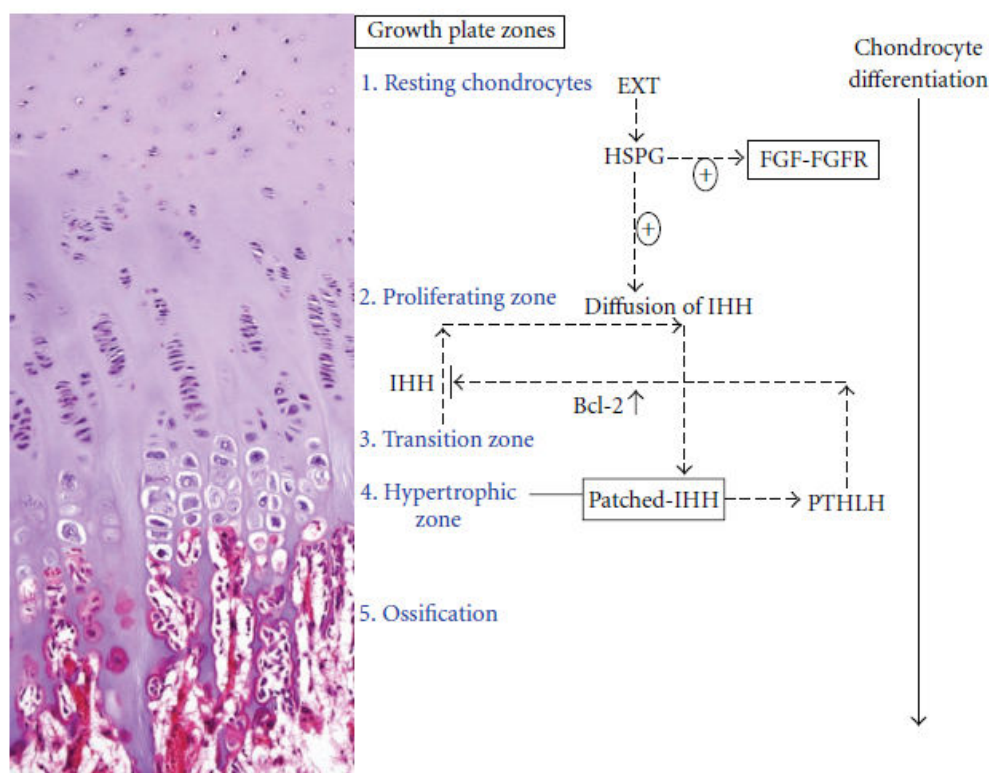 Growth plate zones
Chondrocyte
differentiation
1. Resting chondrocytes
EXT
HSPG
+
FGF-FGFR
+
2. Proliferating zone
Diffusion of IHH
IHH
Bcl-2↑
3. Transition zone
4. Hypertrophic
zone
Patched-IHH
PTHLH
5. Ossification